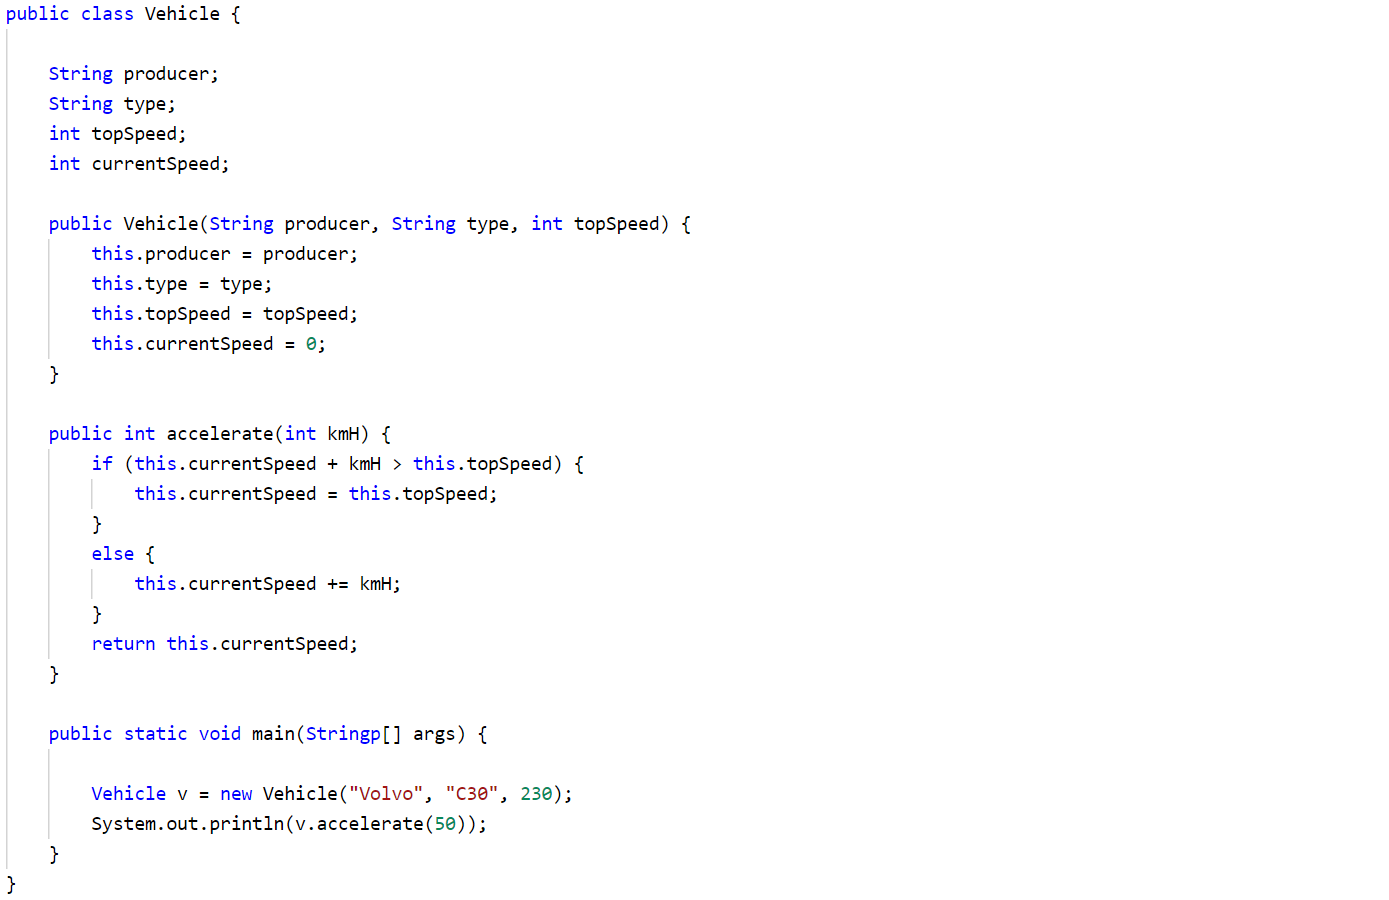 public class Vehicle {
    String producer;
    String type;
    int topSpeed;
    int currentSpeed;
    public Vehicle(String producer, String type, int topSpeed) {
        this.producer = producer;
        this.type = type;
        this.topSpeed = topSpeed;
        this.currentSpeed = 0;
    }
    public int accelerate(int kmH) {
        if (this.currentSpeed + kmH > this.topSpeed) {
            this.currentSpeed = this.topSpeed;
        }
        else {
            this.currentSpeed += kmH;
        }
        return this.currentSpeed;
    }
    public static void main(Stringp[] args) {
        Vehicle v = new Vehicle("Volvo", "C30", 230);
        System.out.println(v.accelerate(50));
    }
}